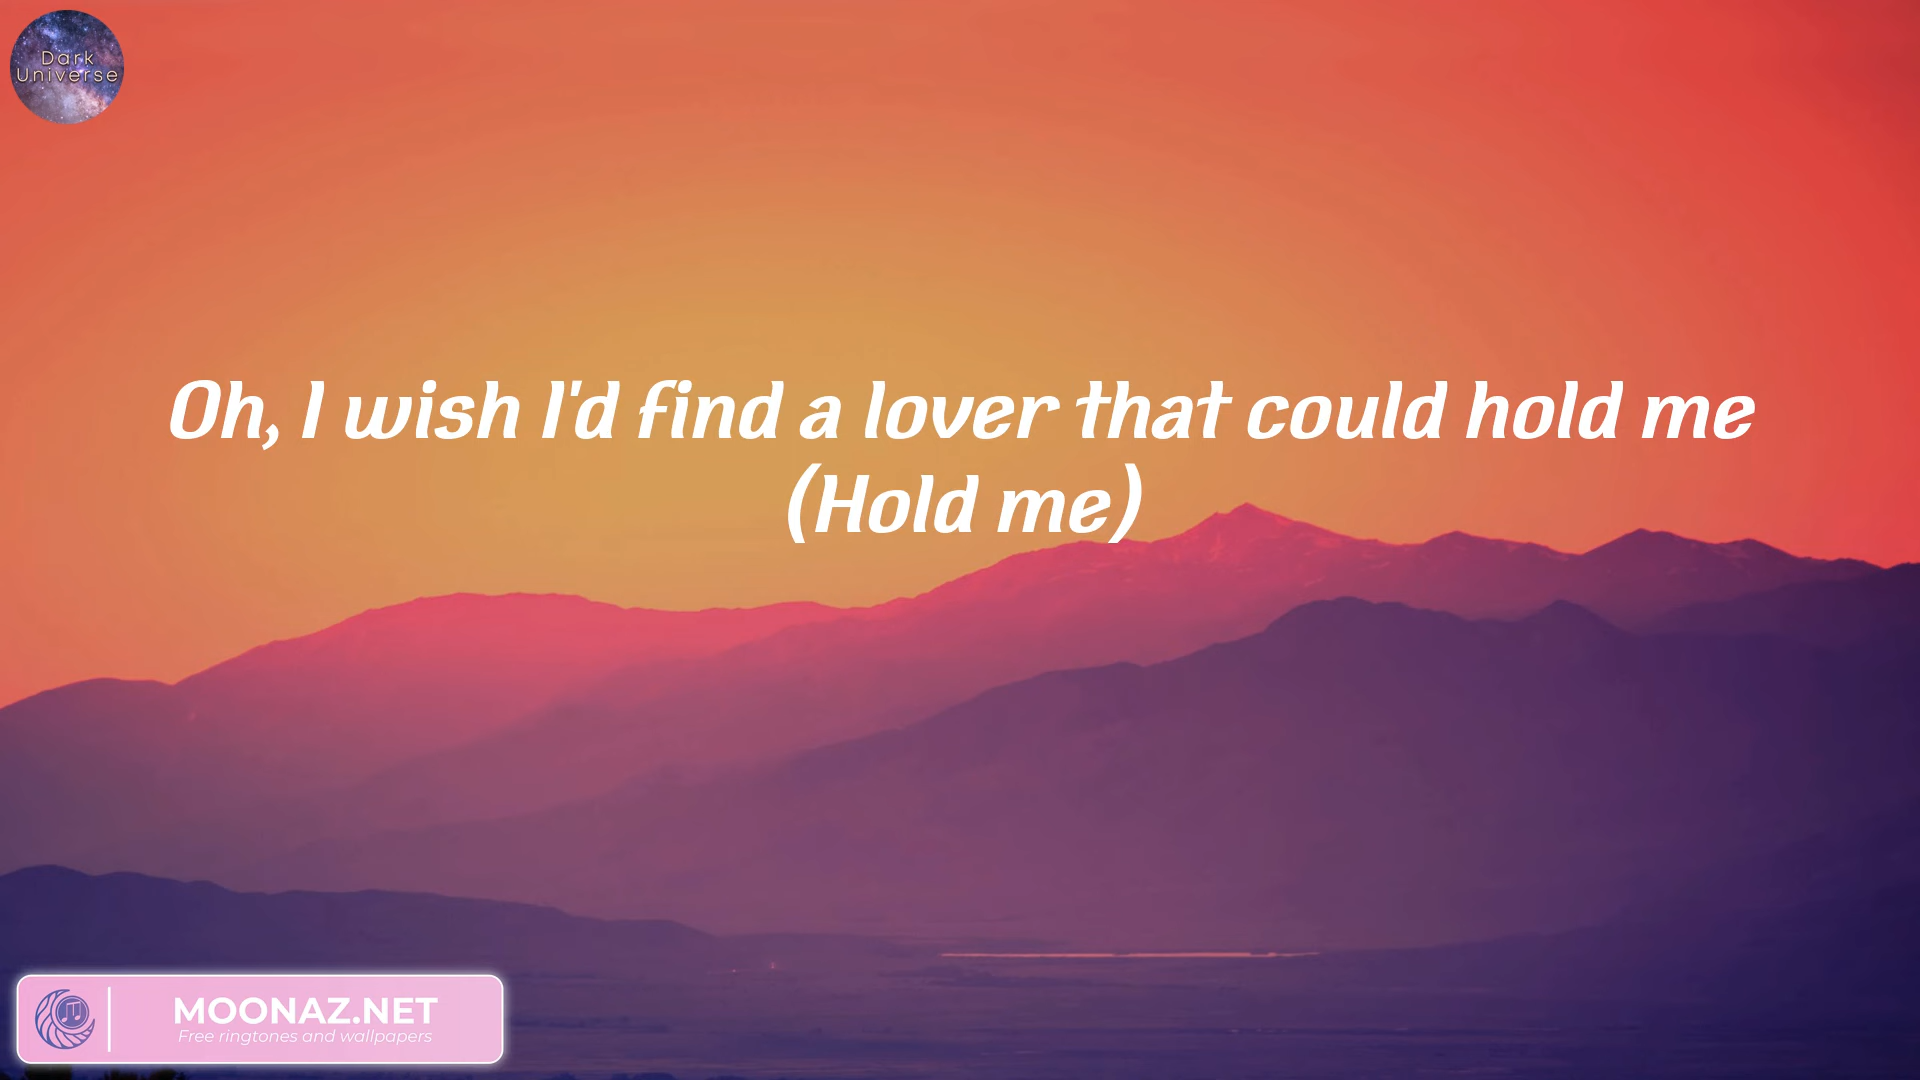 Dark
Universe
Oh, I wish I'd find a lover that could hold me
(Hold me)
MOONAZ.NET
Free ringtones and wallpapers